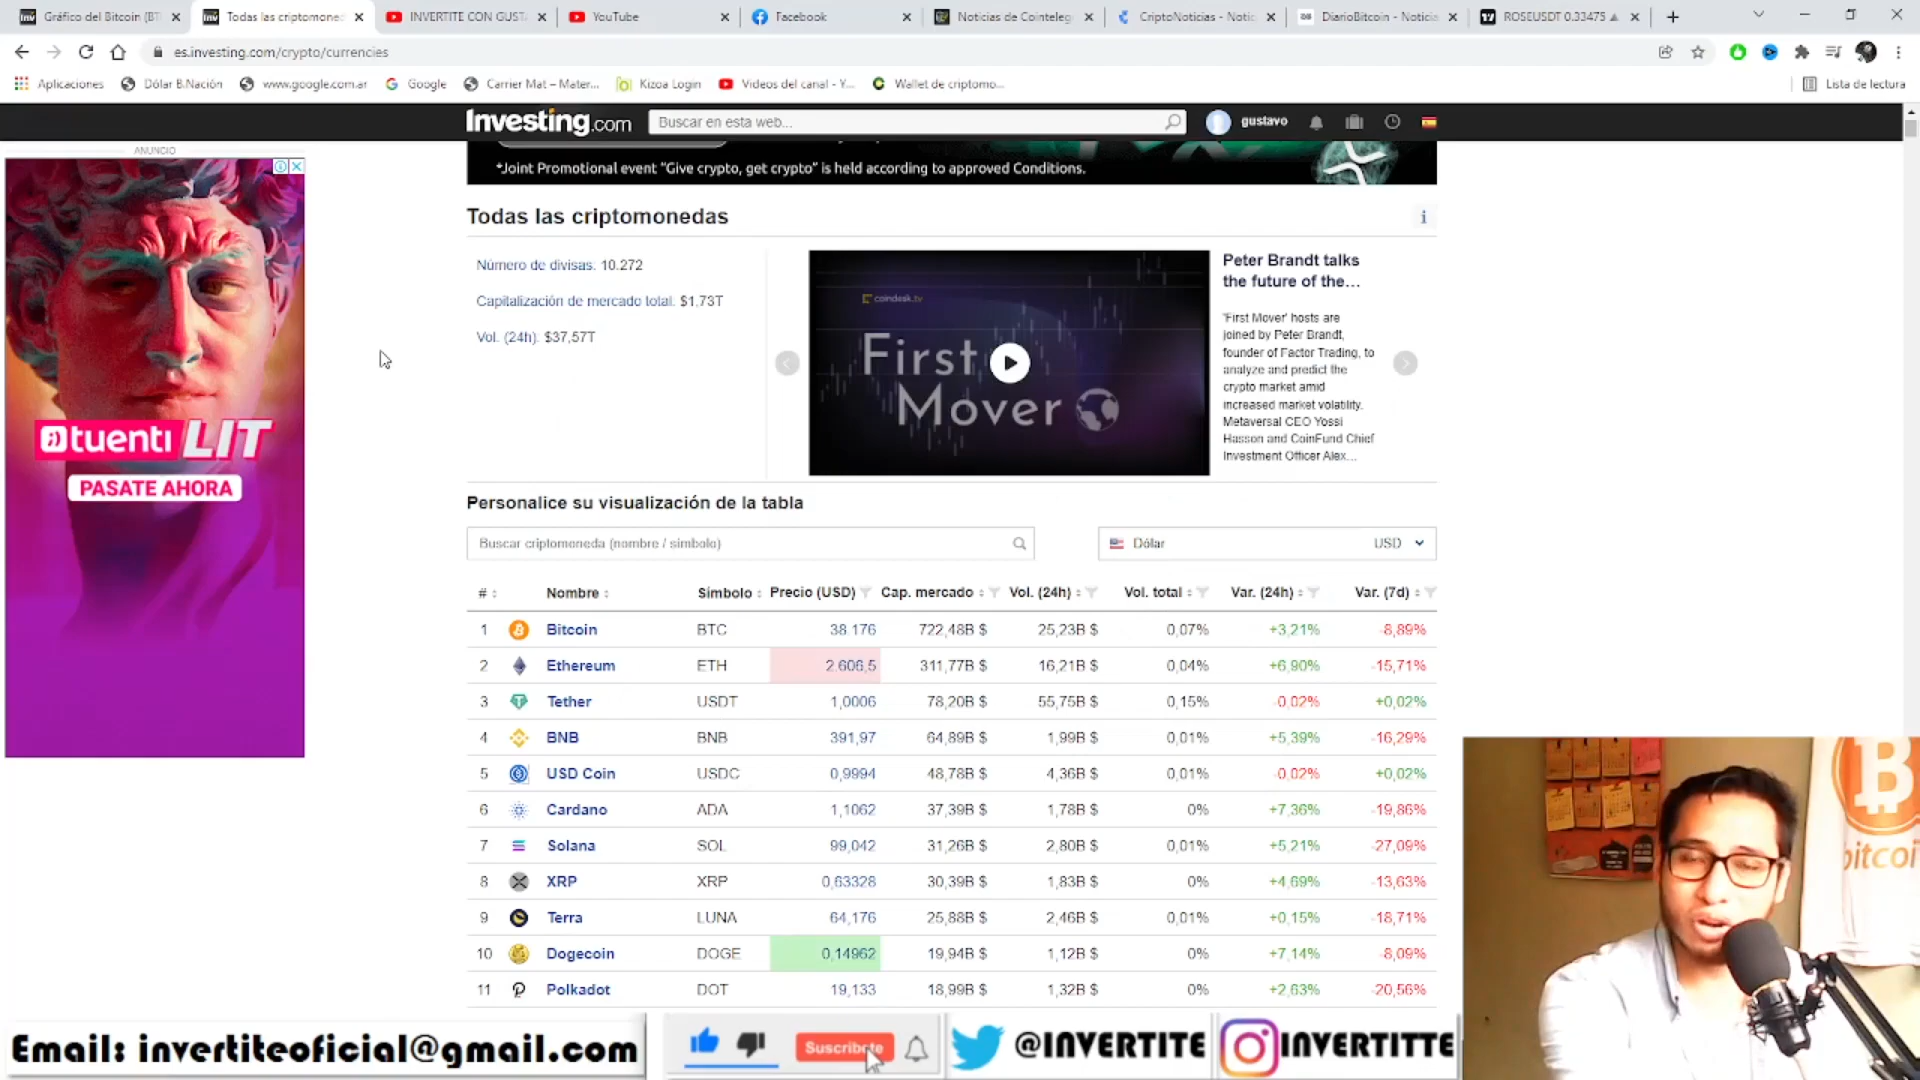 Gráfico del Bitcoin (BT
Todas las criptomoned
INVERTITE CON GUST
YouTube
Facebook
Noticias de Cointeleg
CriptoNoticias - Notic
DiarioBitcoin - Noticia
ROSEUSDT 0.33475
es.investing.com/crypto/currencies
Aplicaciones
Dólar B.Nación
www.google.com.ar
Google
Carrier Mat – Mater...
Kizoa Login
Videos del canal - Y...
Wallet de criptomo...
Lista de lectura
Investing.com
Buscar en esta web...
gustavo
ANUNCIO
*Joint Promotional event "Give crypto, get crypto" is held according to approved Conditions.
Todas las criptomonedas
Número de divisas: 10.272
Capitalización de mercado total: $1,73T
Vol. (24h): $37,57T
coindesk.tv
First
Mover
Peter Brandt talks
the future of the...
'First Mover' hosts are
joined by Peter Brandt,
founder of Factor Trading, to
analyze and predict the
crypto market amid
increased market volatility.
Metaversal CEO Yossi
Hasson and CoinFund Chief
Investment Officer Alex...
tuenti LIT
PASATE AHORA
Personalice su visualización de la tabla
Buscar criptomoneda (nombre / símbolo)
Dólar USD
# Nombre Símbolo Precio (USD) Cap. mercado Vol. (24h) Vol. total Var. (24h) Var. (7d)
1 Bitcoin BTC 38.176 722,48B $ 25,23B $ 0,07% +3,21% -8,89%
2 Ethereum ETH 2.606,5 311,77B $ 16,21B $ 0,04% +6,90% -15,71%
3 Tether USDT 1,0006 78,20B $ 55,75B $ 0,15% -0,02% +0,02%
4 BNB BNB 391,97 64,89B $ 1,99B $ 0,01% +5,39% -16,29%
5 USD Coin USDC 0,9994 48,78B $ 4,36B $ 0,01% -0,02% +0,02%
6 Cardano ADA 1,1062 37,39B $ 1,78B $ 0% +7,36% -19,86%
7 Solana SOL 99,042 31,26B $ 2,80B $ 0,01% +5,21% -27,09%
8 XRP XRP 0,63328 30,39B $ 1,83B $ 0% +4,69% -13,63%
9 Terra LUNA 64,176 25,88B $ 2,46B $ 0,01% +0,15% -18,71%
10 Dogecoin DOGE 0,14962 19,94B $ 1,12B $ 0% +7,14% -8,09%
11 Polkadot DOT 19,133 18,99B $ 1,32B $ 0% +2,63% -20,56%
bitcoi
Email: invertiteoficial@gmail.com
Suscribete
@INVERTITE
INVERTITTE